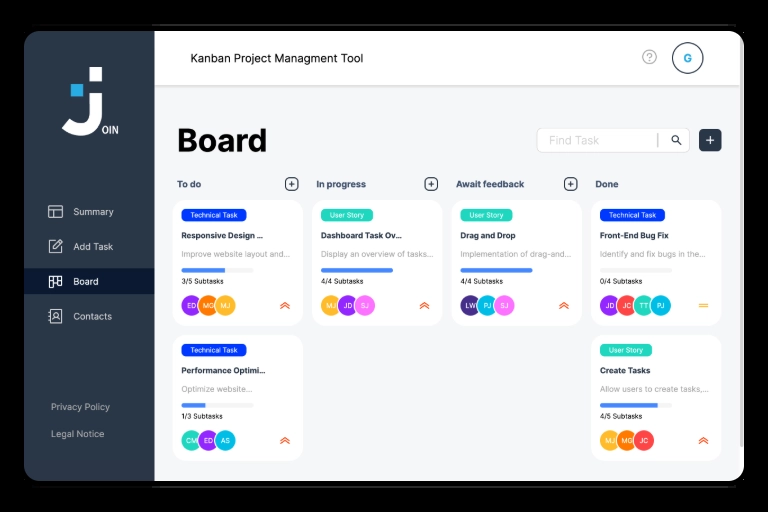 Kanban Project Managment Tool
G
JOIN
Board
Find Task
Summary
Add Task
Board
Contacts
Privacy Policy
Legal Notice
To do
Technical Task
Responsive Design ...
Improve website layout and...
3/5 Subtasks
ED MG MJ
Technical Task
Performance Optimi...
Optimize website...
1/3 Subtasks
CM ED AS
In progress
User Story
Dashboard Task Ov...
Display an overview of tasks...
4/4 Subtasks
MJ JD SJ
Await feedback
User Story
Drag and Drop
Implementation of drag-and...
4/4 Subtasks
LW PJ SJ
Done
Technical Task
Front-End Bug Fix
Identify and fix bugs in the...
0/4 Subtasks
JD JC TT PJ
User Story
Create Tasks
Allow users to create tasks,...
4/5 Subtasks
MJ MG JC